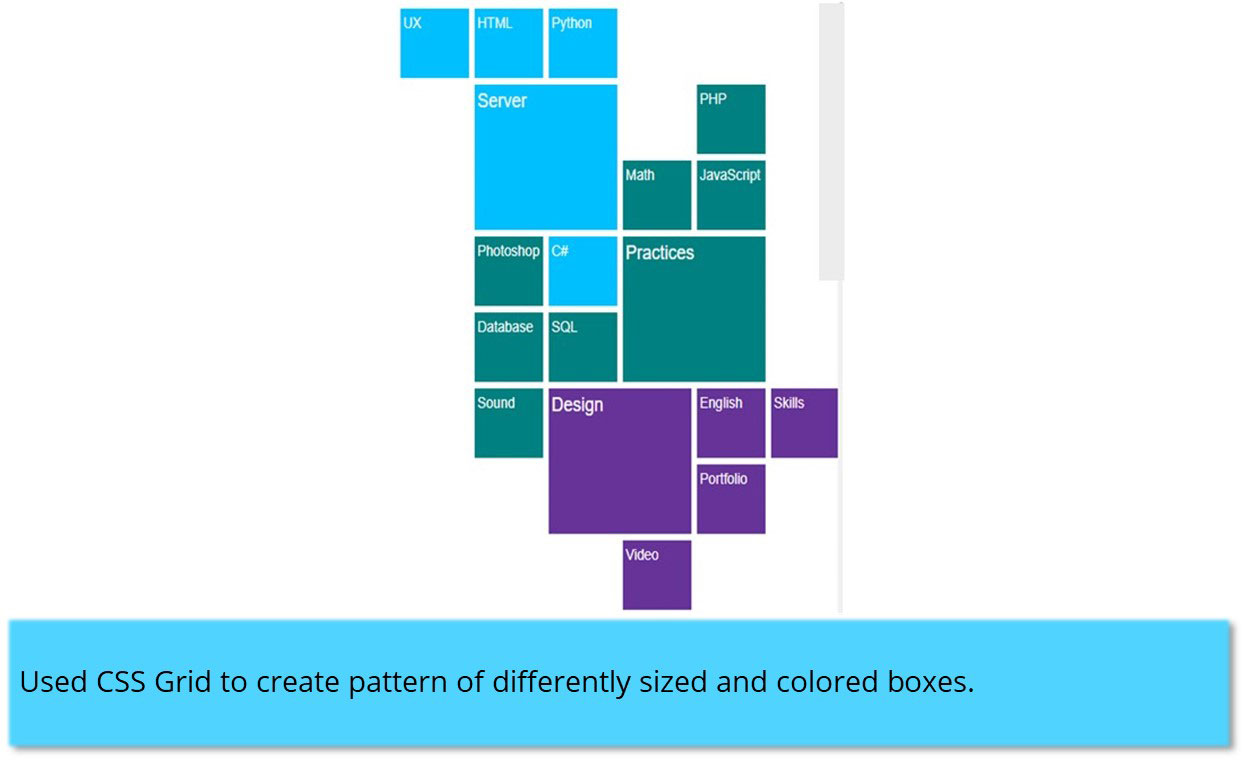 UX HTML Python
Server PHP
Math JavaScript
Photoshop C# Practices
Database SQL
Sound Design English Skills
Portfolio
Video
Used CSS Grid to create pattern of differently sized and colored boxes.